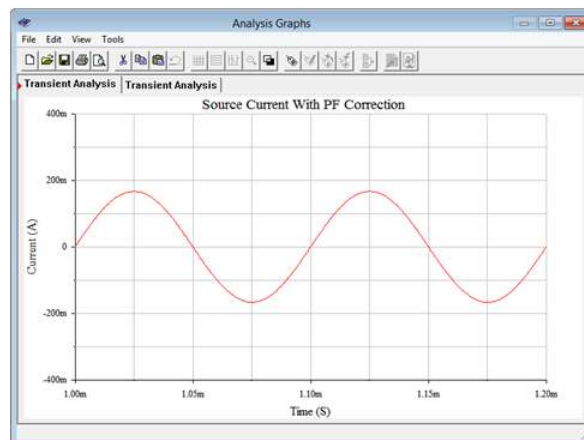 Analysis Graphs
File Edit View Tools
Transient Analysis Transient Analysis
Source Current With PF Correction
400m
200m
0
-200m
-400m
Current (A)
1.00m 1.05m 1.10m 1.15m 1.20m
Time (S)